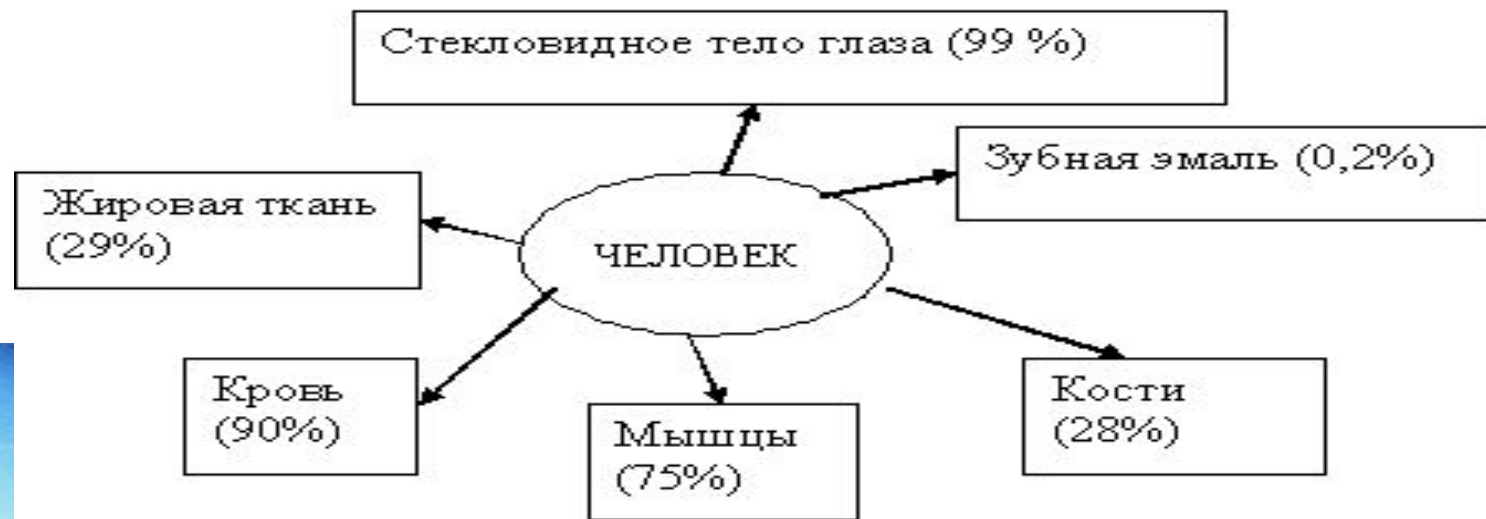 Стекловидное тело глаза (99 %)
Зубная эмаль (0,2%)
Жировая ткань
(29%)
ЧЕЛОВЕК
Кровь
(90%)
Мышцы
(75%)
Кости
(28%)